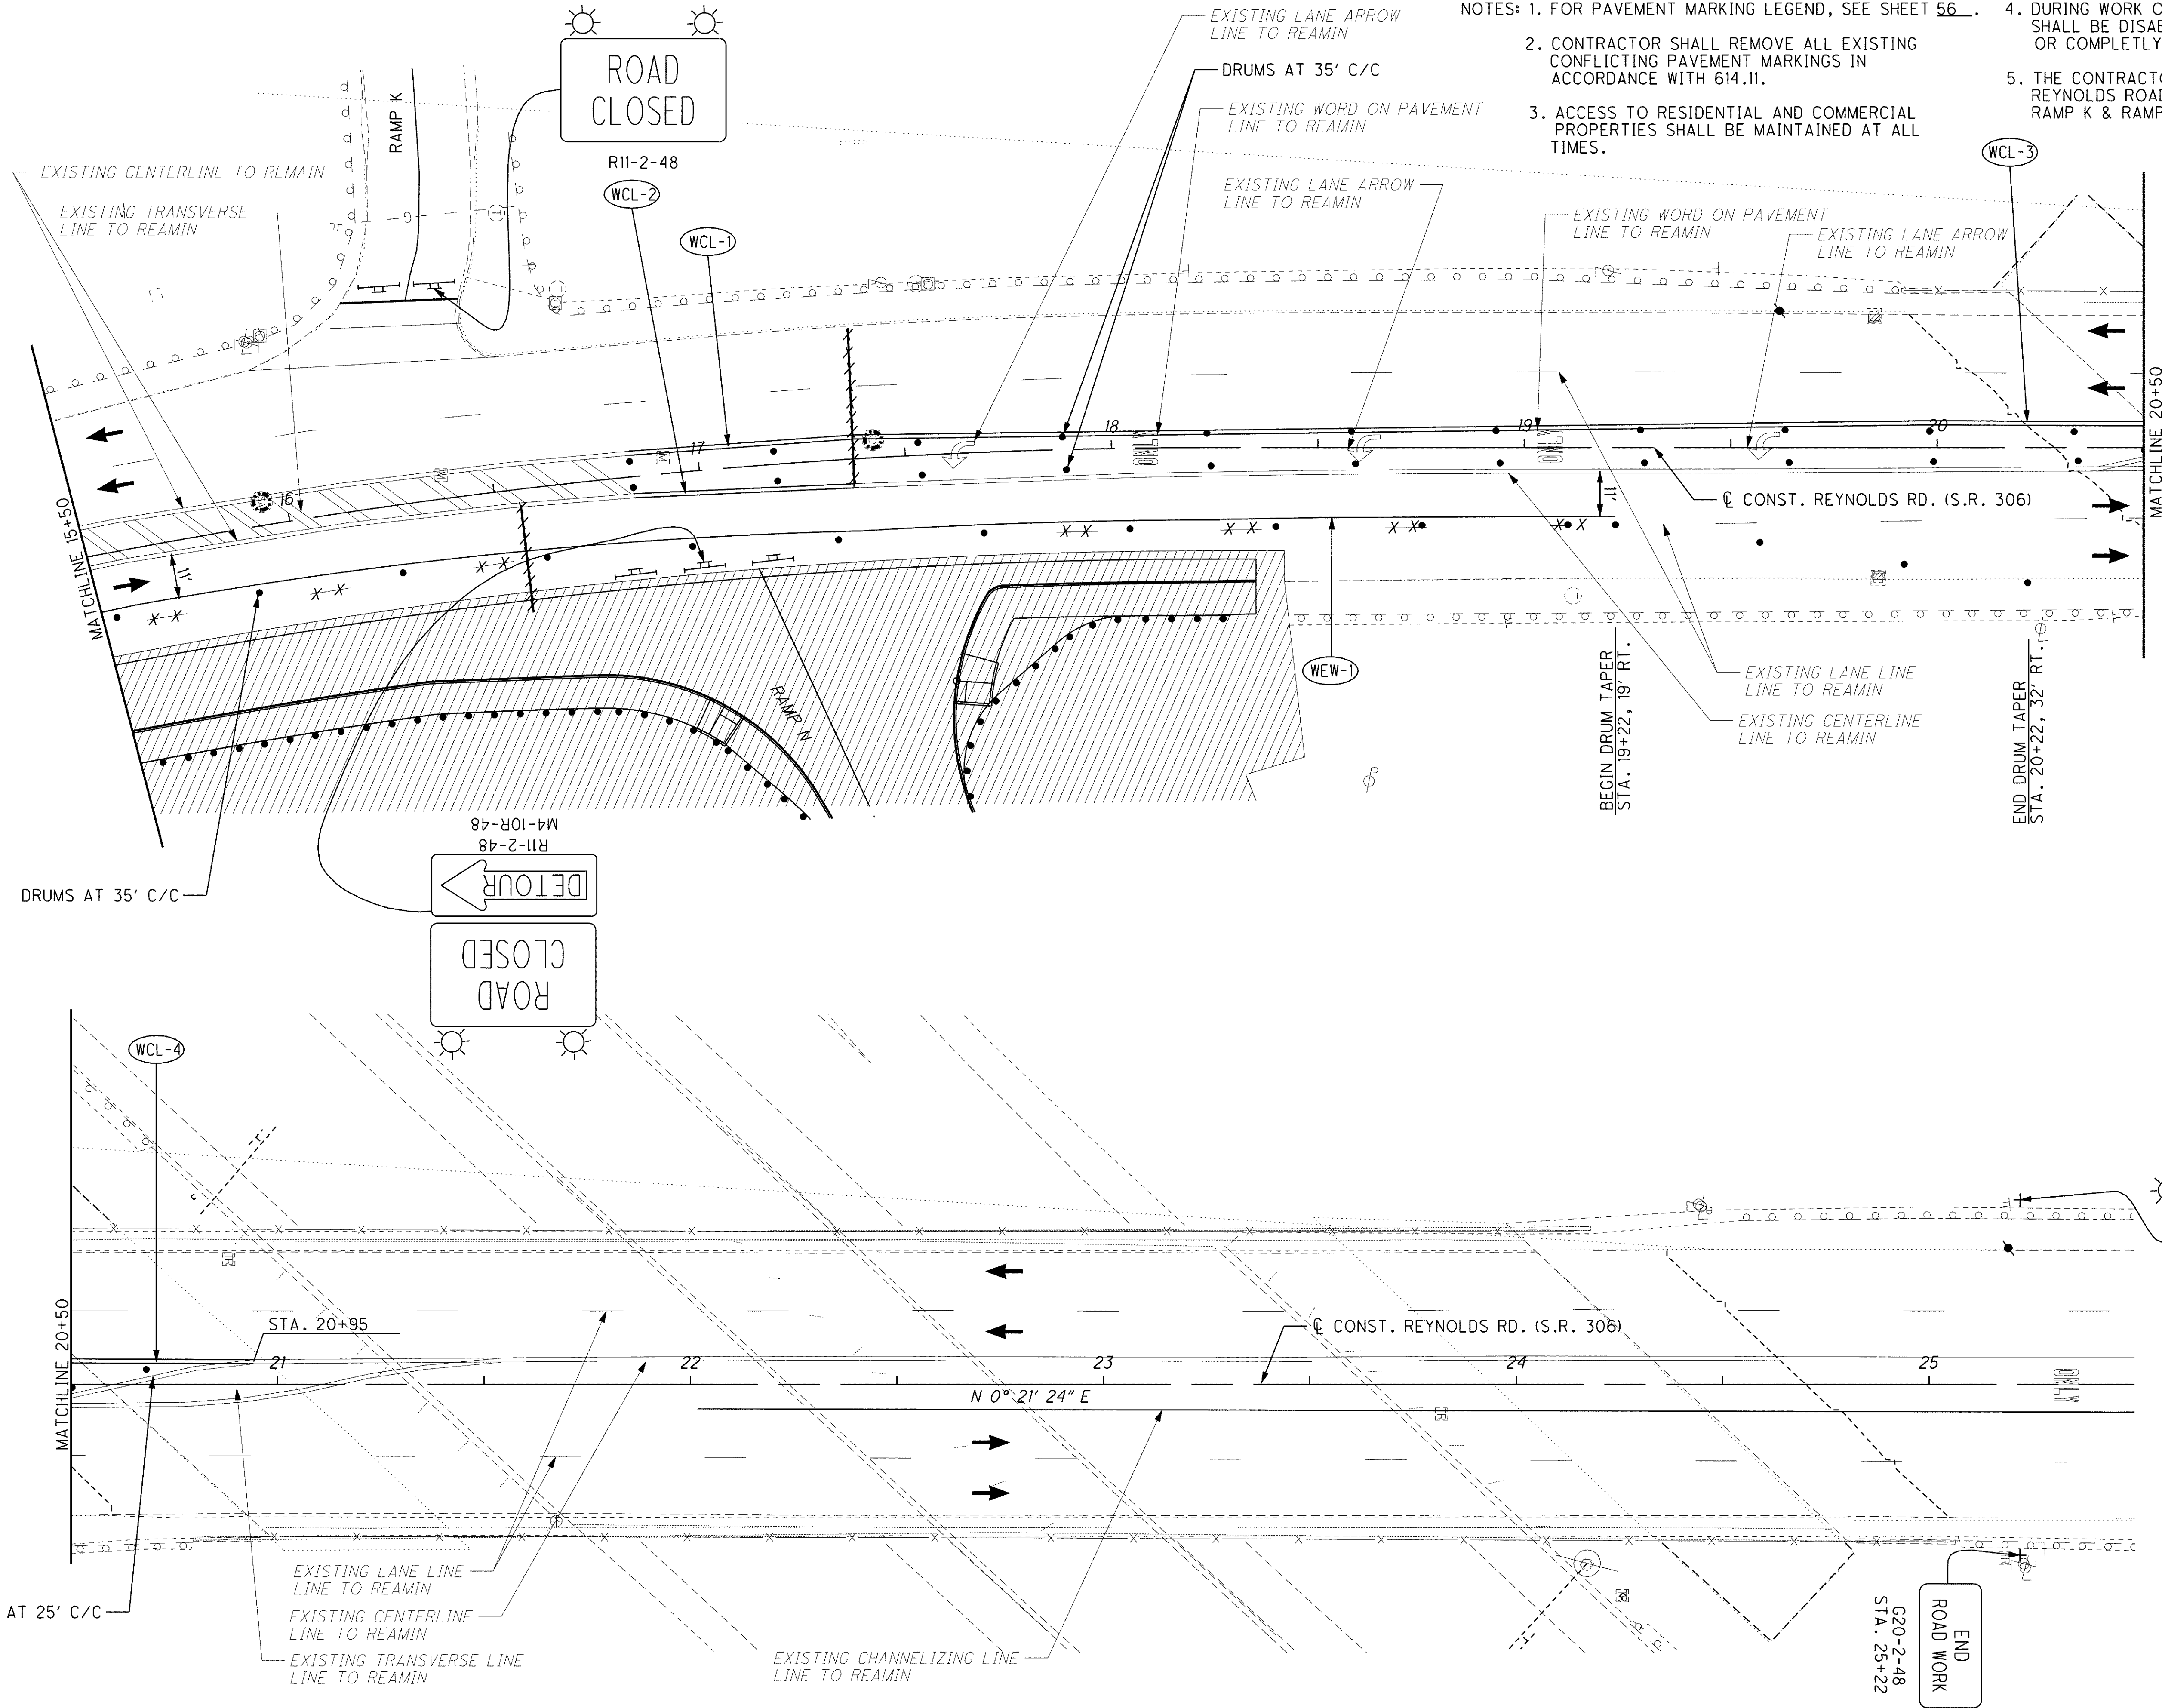 NOTES: 1. FOR PAVEMENT MARKING LEGEND, SEE SHEET 56.
2. CONTRACTOR SHALL REMOVE ALL EXISTING
CONFLICTING PAVEMENT MARKINGS IN
ACCORDANCE WITH 614.11.
3. ACCESS TO RESIDENTIAL AND COMMERCIAL
PROPERTIES SHALL BE MAINTAINED AT ALL
TIMES.
4. DURING WORK O
SHALL BE DISAB
OR COMPLETLY
5. THE CONTRACTO
REYNOLDS ROAD
RAMP K & RAMP
ROAD
CLOSED
R11-2-48
RAMP K
EXISTING LANE ARROW
LINE TO REAMIN
DRUMS AT 35' C/C
EXISTING WORD ON PAVEMENT
LINE TO REAMIN
EXISTING LANE ARROW
LINE TO REAMIN
EXISTING WORD ON PAVEMENT
LINE TO REAMIN
EXISTING LANE ARROW
LINE TO REAMIN
WCL-3
EXISTING CENTERLINE TO REMAIN
EXISTING TRANSVERSE
LINE TO REAMIN
WCL-2
WCL-1
G
T
T
MATCHLINE 15+50
MATCHLINE 20+50
16
17
18
19
20
M
M
ONLY
ONLY
11'
11'
℄ CONST. REYNOLDS RD. (S.R. 306)
T
WEW-1
RAMP N
BEGIN DRUM TAPER
STA. 19+22, 19' RT.
EXISTING LANE LINE
LINE TO REAMIN
EXISTING CENTERLINE
LINE TO REAMIN
END DRUM TAPER
STA. 20+22, 32' RT.
DRUMS AT 35' C/C
M4-10R-48
R11-2-48
DETOUR
ROAD
CLOSED
WCL-4
MATCHLINE 20+50
STA. 20+95
21
22
23
24
25
℄ CONST. REYNOLDS RD. (S.R. 306)
N 0° 21' 24" E
ONLY
TR
TR
AT 25' C/C
EXISTING LANE LINE
LINE TO REAMIN
EXISTING CENTERLINE
LINE TO REAMIN
EXISTING TRANSVERSE LINE
LINE TO REAMIN
EXISTING CHANNELIZING LINE
LINE TO REAMIN
END
ROAD WORK
G20-2-48
STA. 25+22